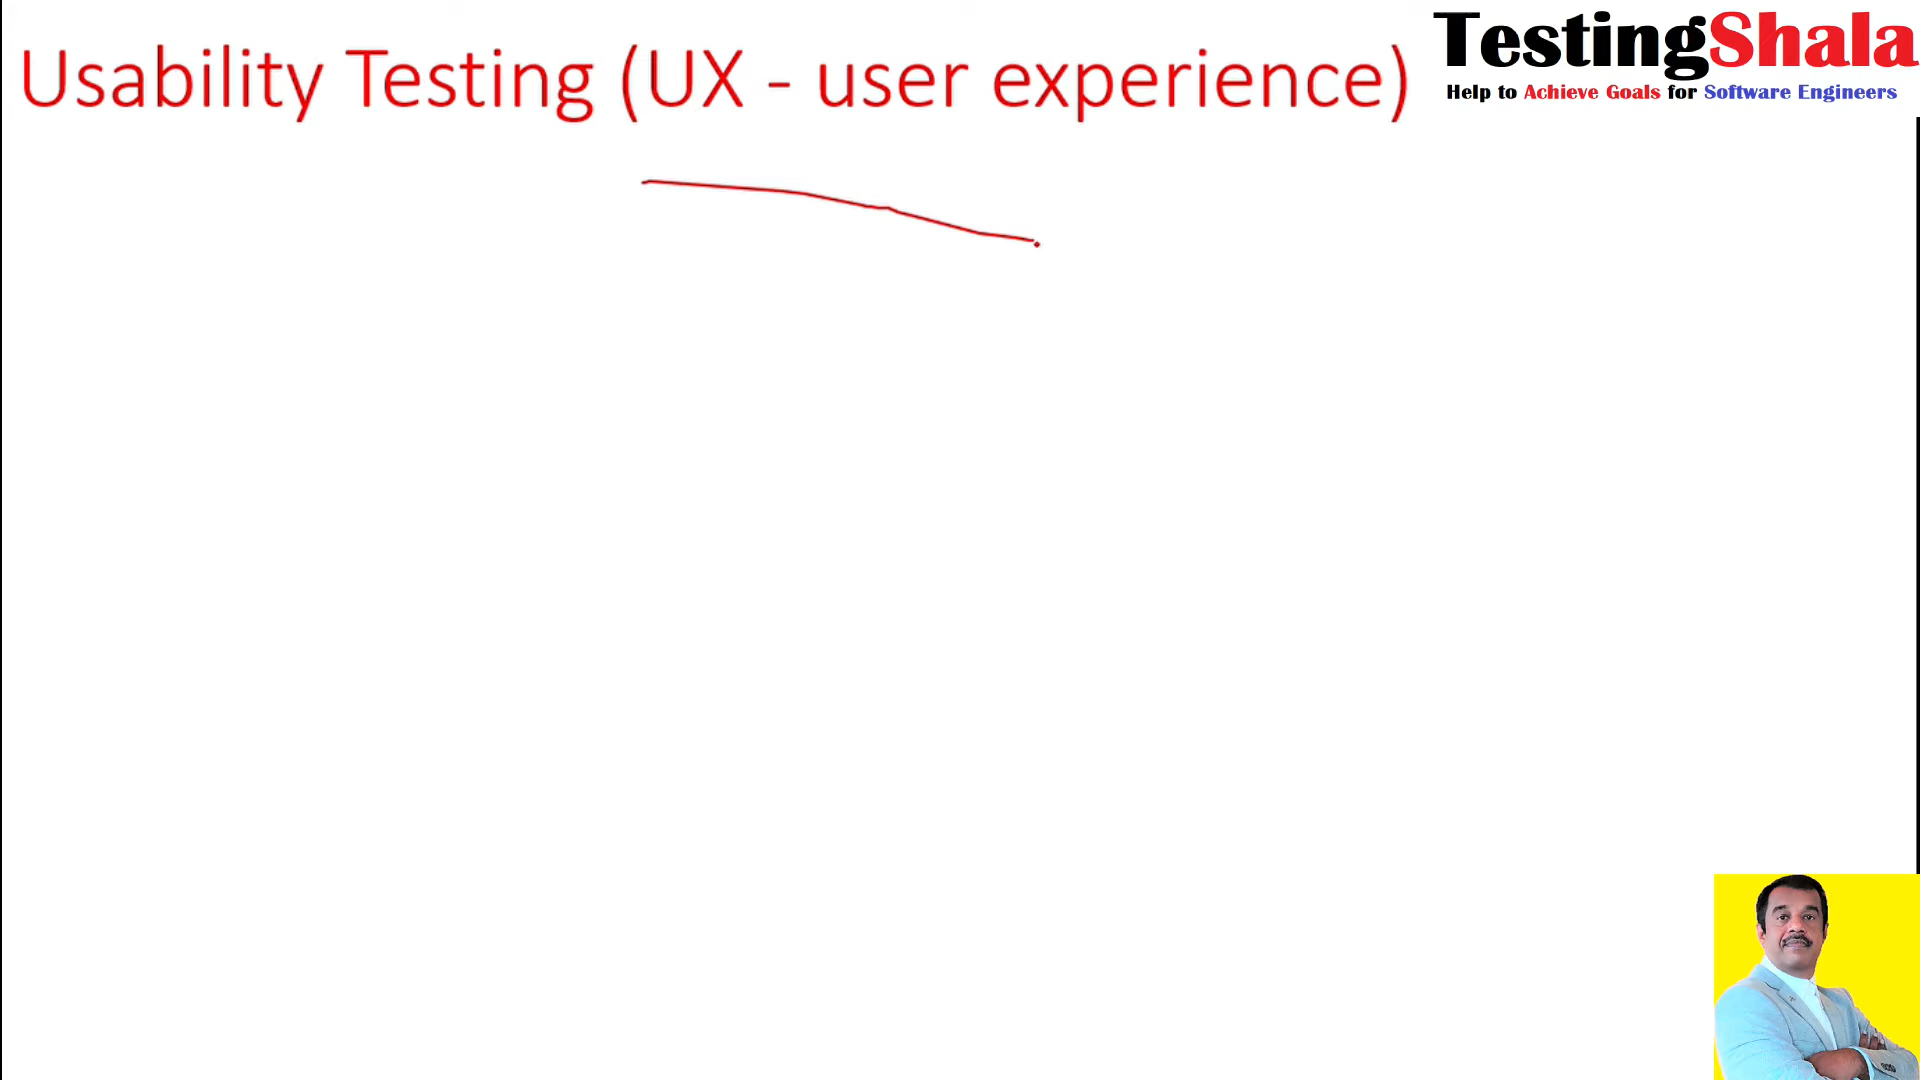 Usability Testing (UX - user experience)
TestingShala
Help to Achieve Goals for Software Engineers